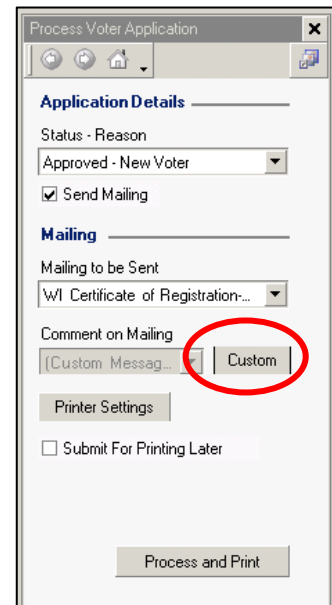 Process Voter Application
Application Details
Status - Reason
Approved - New Voter
Send Mailing
Mailing
Mailing to be Sent
WI Certificate of Registration-...
Comment on Mailing
(Custom Messag... Custom
Printer Settings
Submit For Printing Later
Process and Print